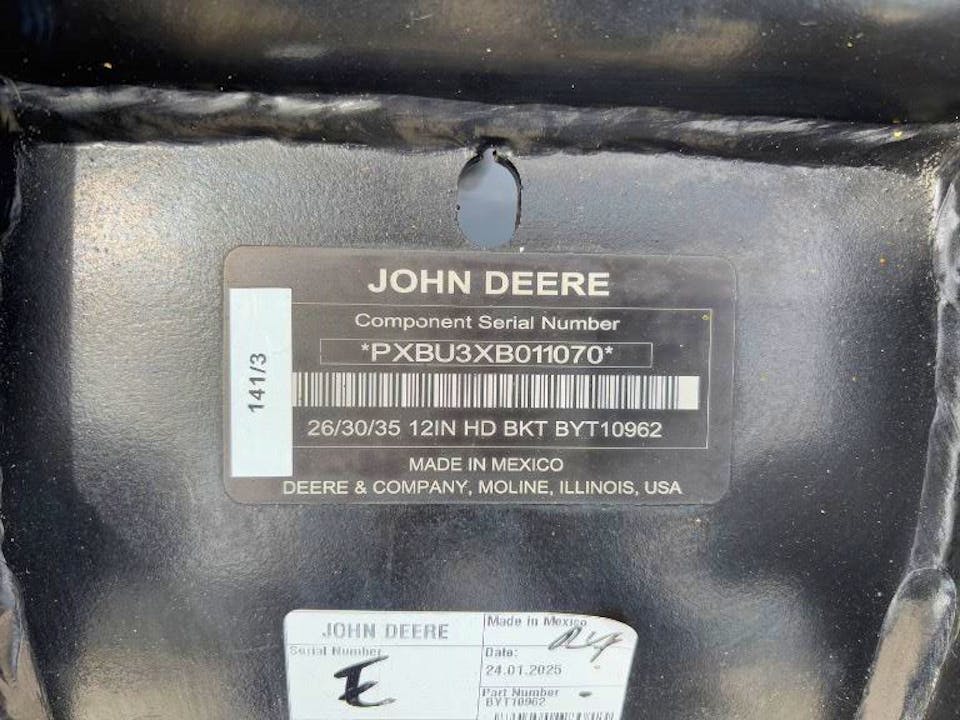 JOHN DEERE
Component Serial Number
*PXBU3XB011070*
141/3
26/30/35 12IN HD BKT BYT10962
MADE IN MEXICO
DEERE & COMPANY, MOLINE, ILLINOIS, USA
JOHN DEERE
Made in Mexico
Serial Number
E
Date:
24.01.2025
Part Number
BYT10962